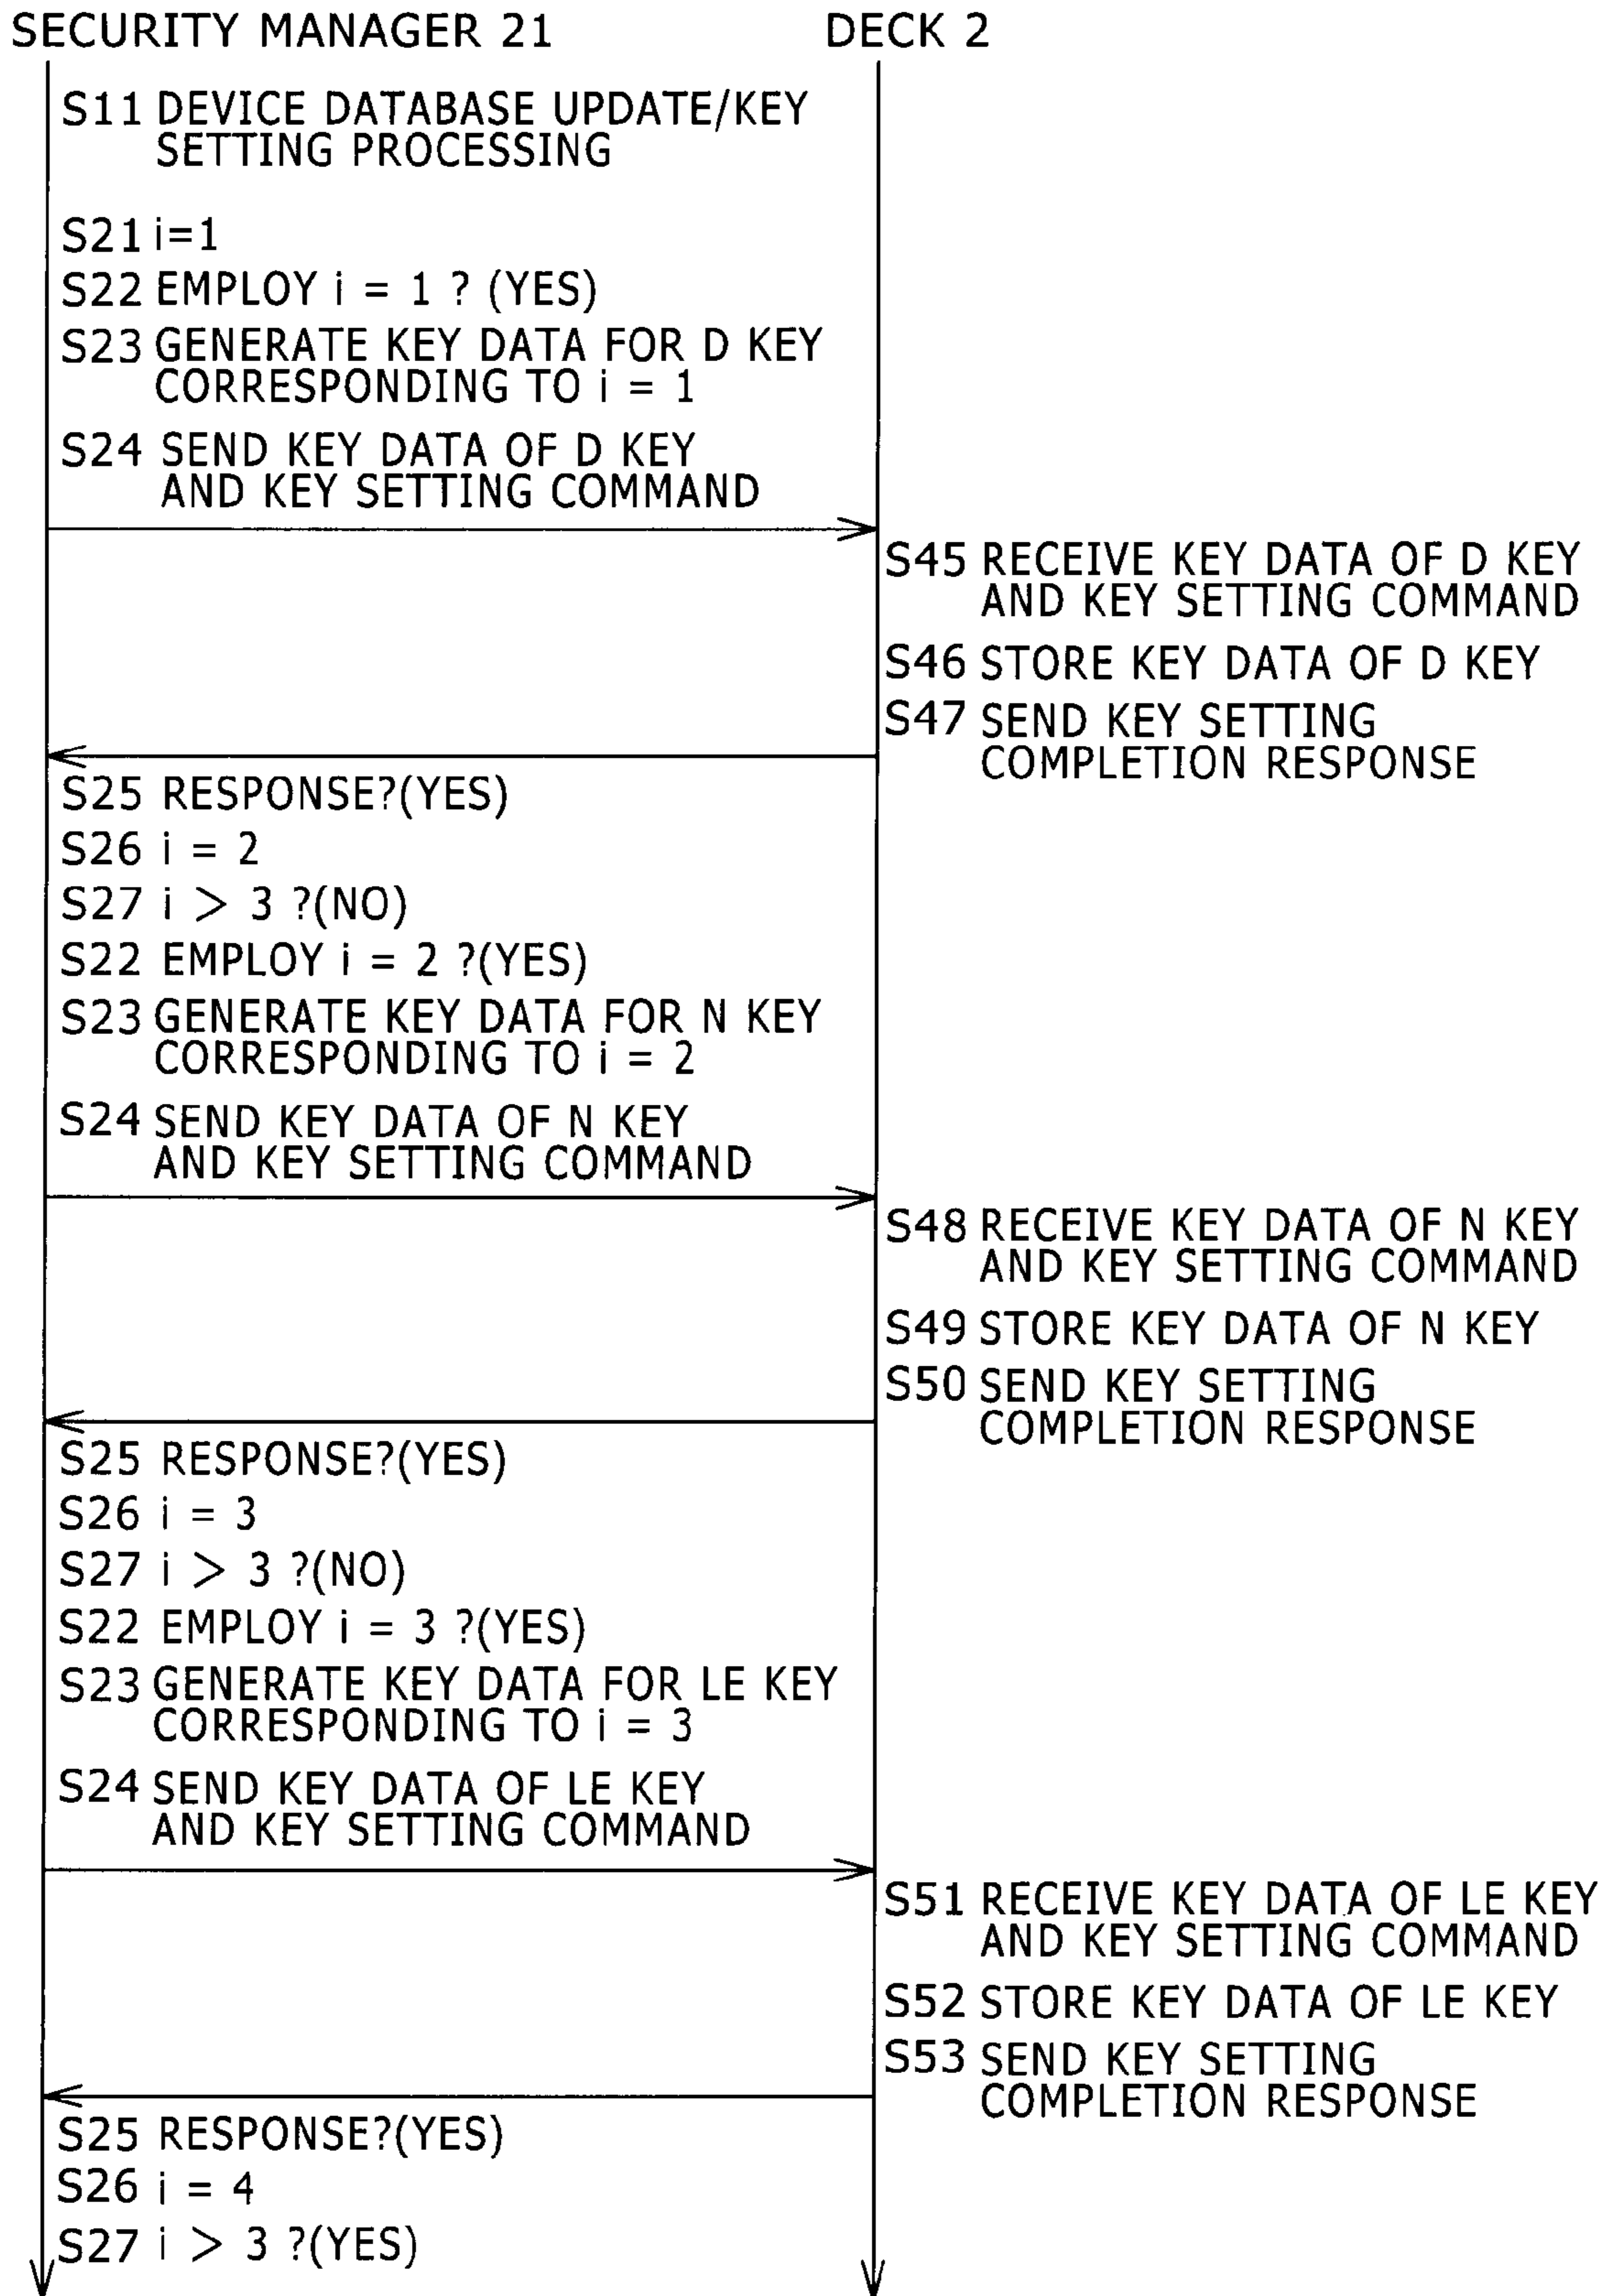 SECURITY MANAGER 21
DECK 2
S11 DEVICE DATABASE UPDATE/KEY
SETTING PROCESSING
S21 i=1
S22 EMPLOY i = 1 ? (YES)
S23 GENERATE KEY DATA FOR D KEY
CORRESPONDING TO i = 1
S24 SEND KEY DATA OF D KEY
AND KEY SETTING COMMAND
S45 RECEIVE KEY DATA OF D KEY
AND KEY SETTING COMMAND
S46 STORE KEY DATA OF D KEY
S47 SEND KEY SETTING
COMPLETION RESPONSE
S25 RESPONSE?(YES)
S26 i = 2
S27 i > 3 ?(NO)
S22 EMPLOY i = 2 ?(YES)
S23 GENERATE KEY DATA FOR N KEY
CORRESPONDING TO i = 2
S24 SEND KEY DATA OF N KEY
AND KEY SETTING COMMAND
S48 RECEIVE KEY DATA OF N KEY
AND KEY SETTING COMMAND
S49 STORE KEY DATA OF N KEY
S50 SEND KEY SETTING
COMPLETION RESPONSE
S25 RESPONSE?(YES)
S26 i = 3
S27 i > 3 ?(NO)
S22 EMPLOY i = 3 ?(YES)
S23 GENERATE KEY DATA FOR LE KEY
CORRESPONDING TO i = 3
S24 SEND KEY DATA OF LE KEY
AND KEY SETTING COMMAND
S51 RECEIVE KEY DATA OF LE KEY
AND KEY SETTING COMMAND
S52 STORE KEY DATA OF LE KEY
S53 SEND KEY SETTING
COMPLETION RESPONSE
S25 RESPONSE?(YES)
S26 i = 4
S27 i > 3 ?(YES)